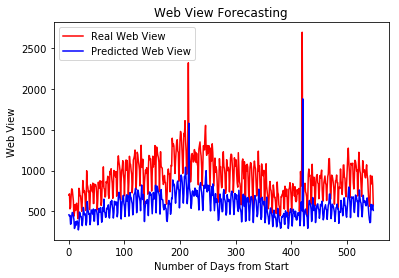 Web View Forecasting
Real Web View
Predicted Web View
2500
2000
1500
1000
500
Web View
0 100 200 300 400 500
Number of Days from Start